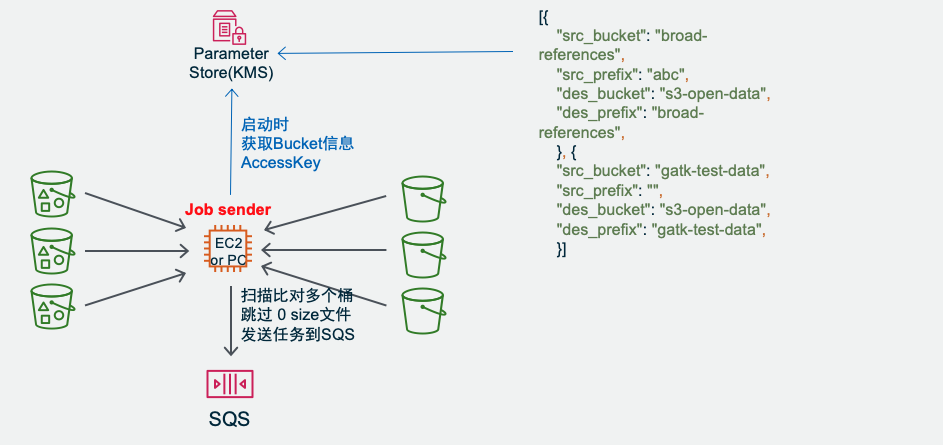 Parameter
Store(KMS)
启动时
获取Bucket信息
AccessKey
Job sender
EC2
or PC
扫描比对多个桶
跳过 0 size文件
发送任务到SQS
SQS
[{
"src_bucket": "broad-
references",
"src_prefix": "abc",
"des_bucket": "s3-open-data",
"des_prefix": "broad-
references",
}, {
"src_bucket": "gatk-test-data",
"src_prefix": "",
"des_bucket": "s3-open-data",
"des_prefix": "gatk-test-data",
}]